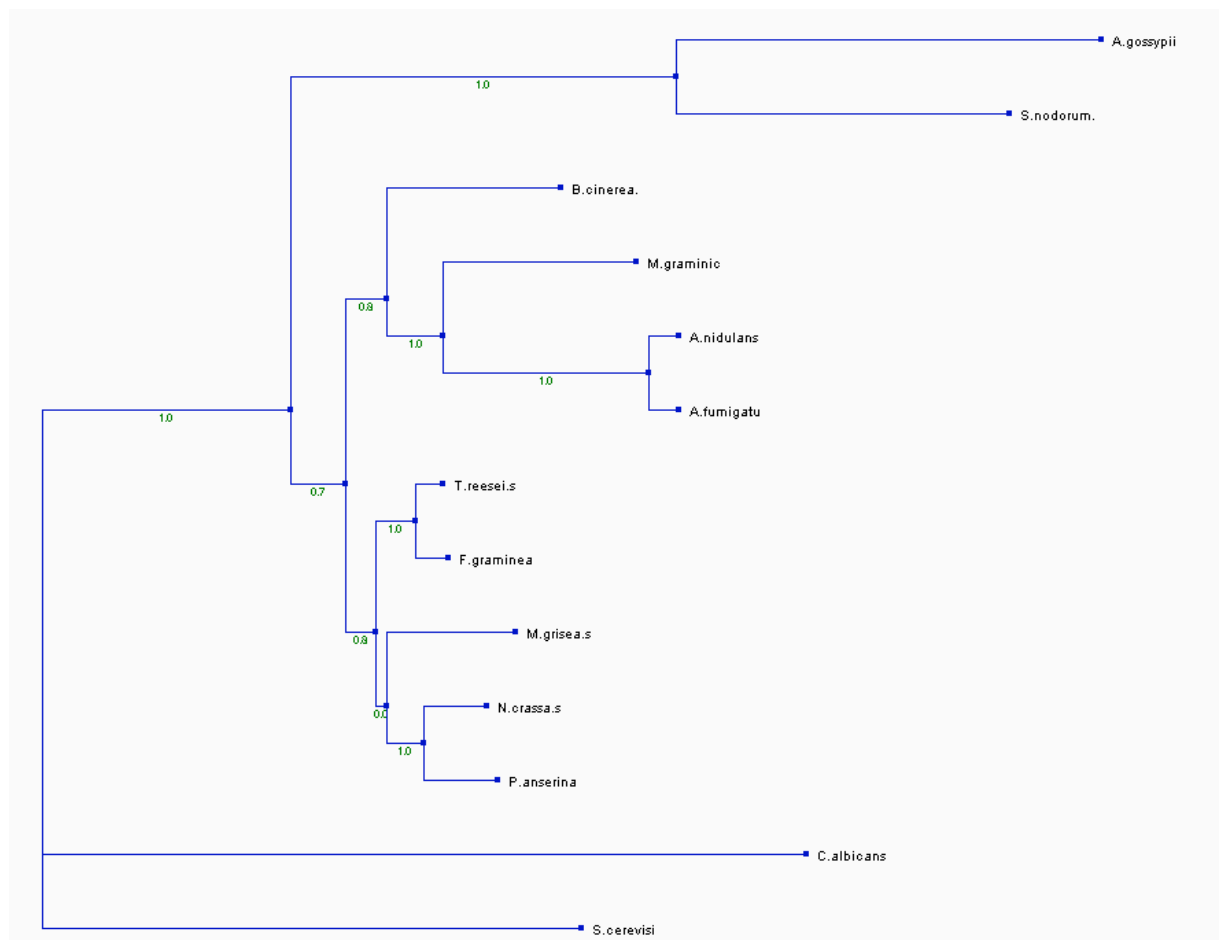 A.gossypii
1.0
S.nodorum.
B.cinerea.
M.graminic
0.8
A.nidulans
1.0
1.0
A.fumigatu
1.0
T.reesei.s
0.7
1.0
F.graminea
M.grisea.s
0.8
N.crassa.s
0.0
1.0
P.anserina
C.albicans
S.cerevisi